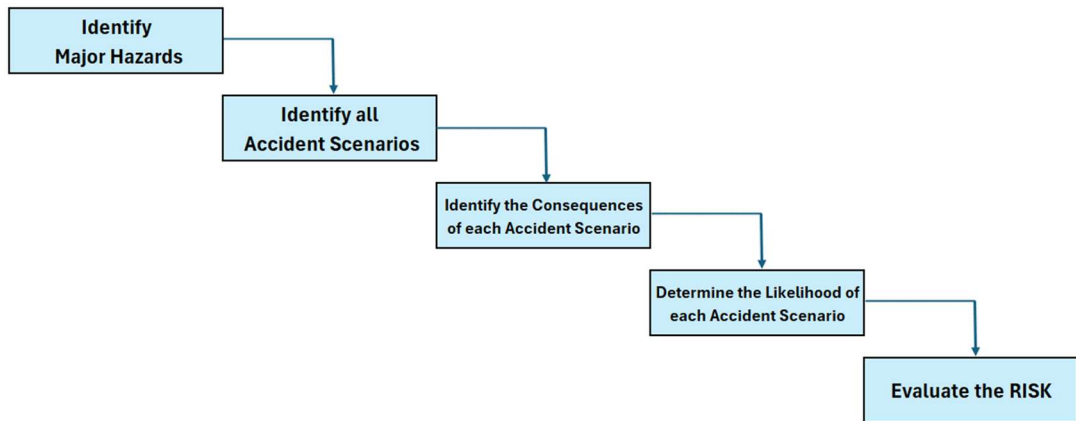 Identify
Major Hazards
Identify all
Accident Scenarios
Identify the Consequences
of each Accident Scenario
Determine the Likelihood of
each Accident Scenario
Evaluate the RISK